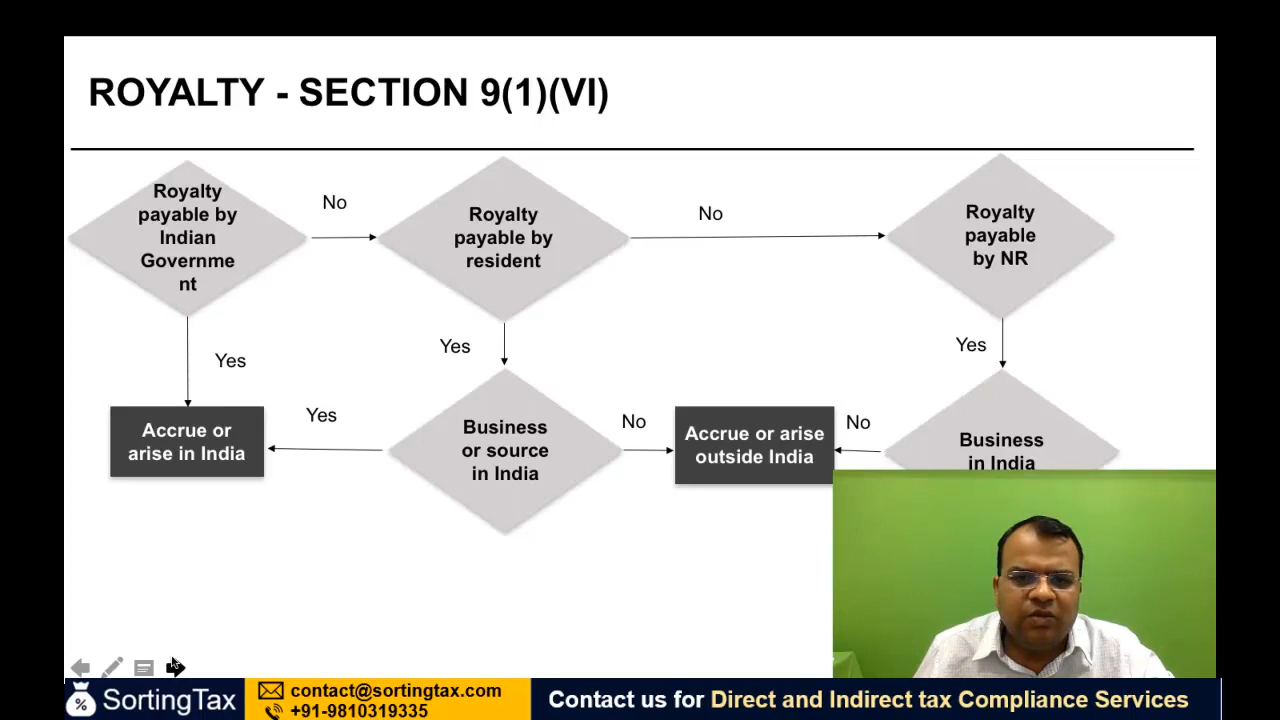 ROYALTY - SECTION 9(1)(VI)
Royalty
payable by
Indian
Governme
nt
No
Royalty
payable by
resident
No
Royalty
payable
by NR
Yes
Yes
Yes
Accrue or
arise in India
Yes
Business
or source
in India
No
Accrue or arise
outside India
No
Business
in India
SortingTax
contact@sortingtax.com
+91-9810319335
Contact us for Direct and Indirect tax Compliance Services